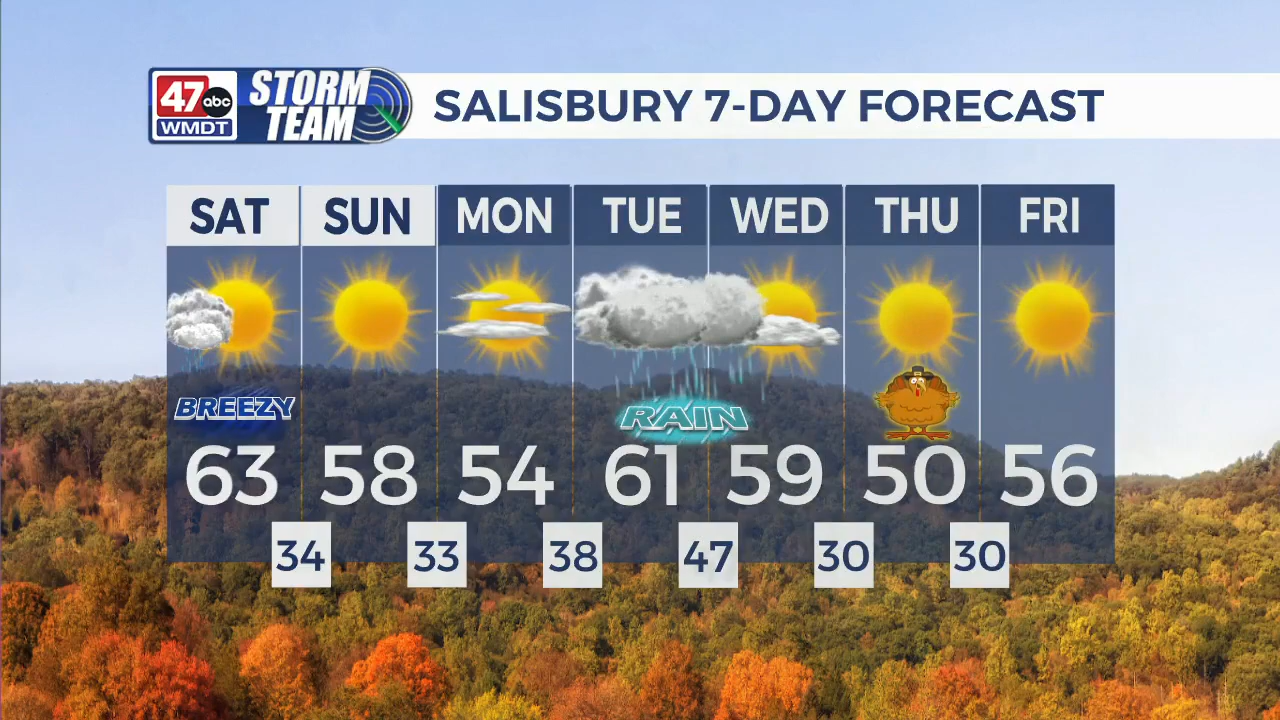 47 abc
WMDT
STORM
TEAM
SALISBURY 7-DAY FORECAST
SAT SUN MON TUE WED THU FRI
BREEZY
RAIN
63 58 54 61 59 50 56
34 33 38 47 30 30